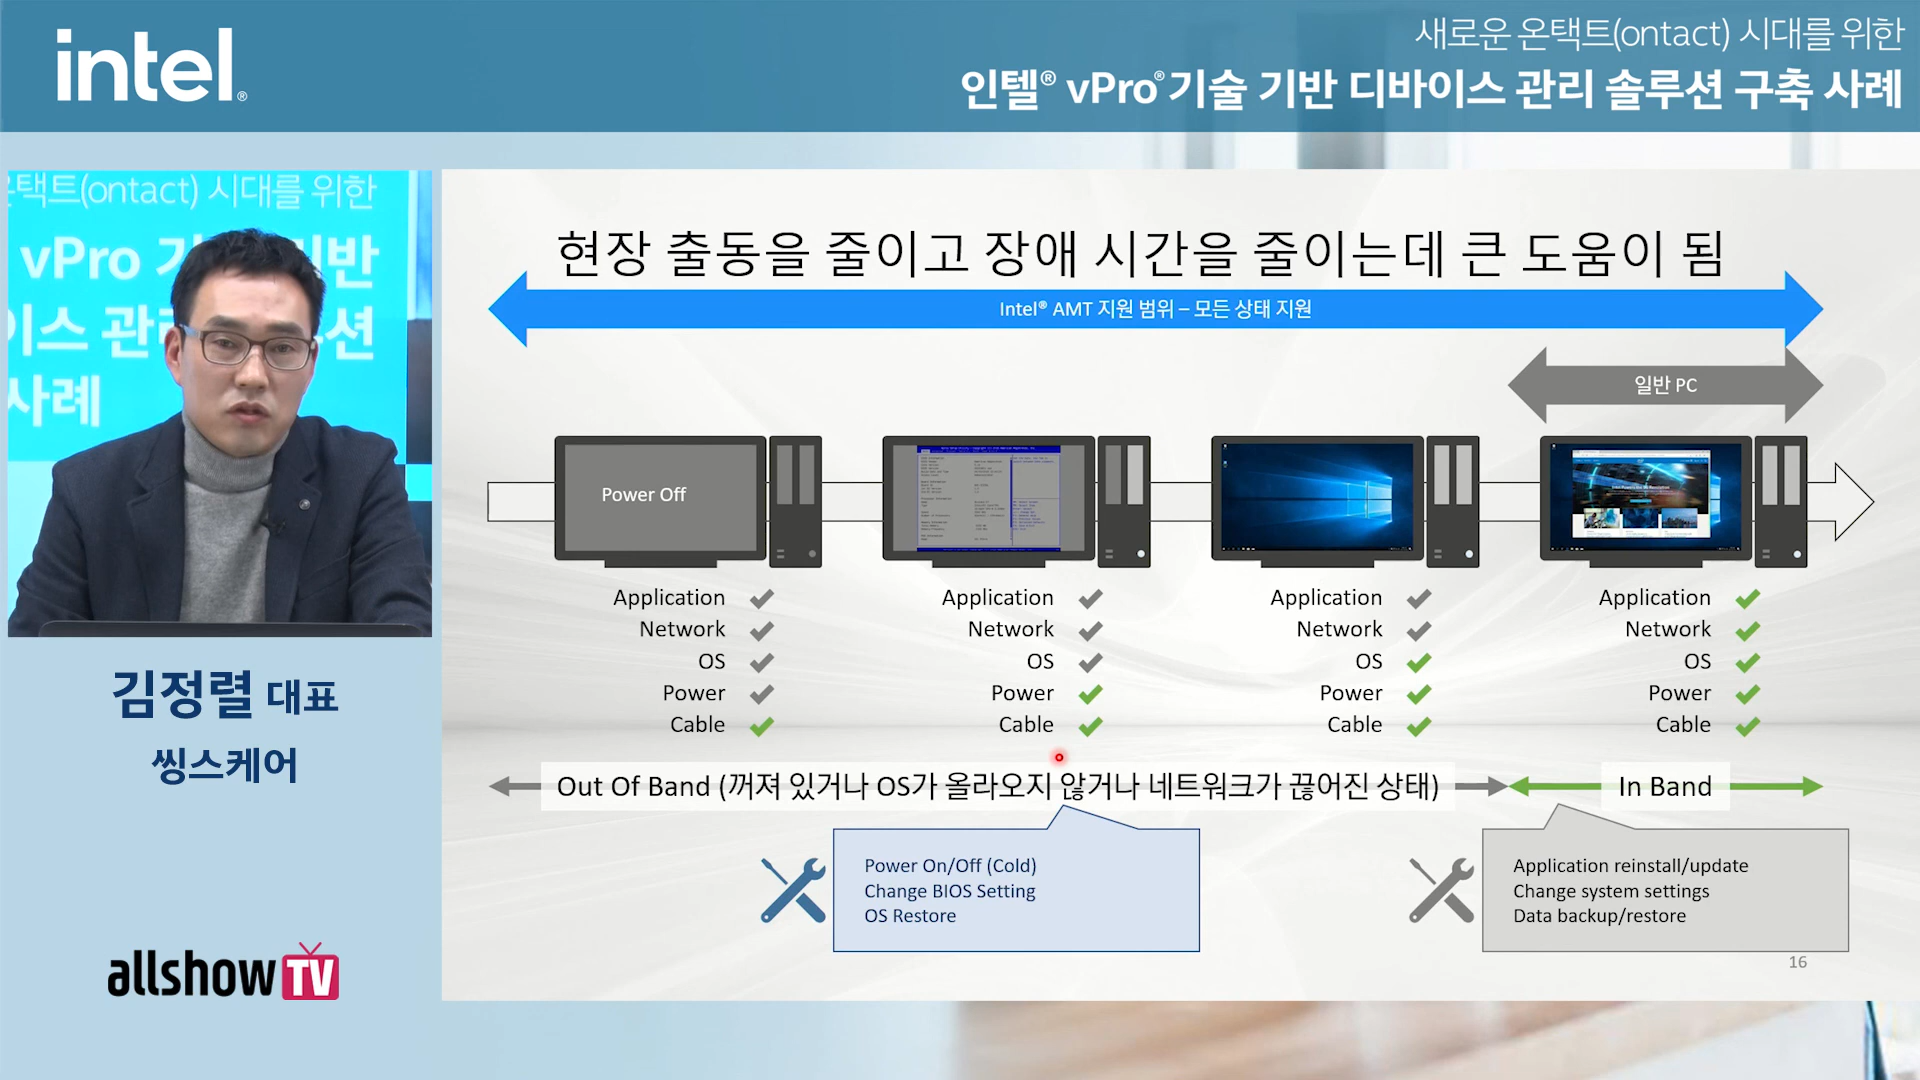 intel®
새로운 온택트(ontact) 시대를 위한
인텔® vPro® 기술 기반 디바이스 관리 솔루션 구축 사례
온택트(ontact) 시대를 위한
vPro 기 기반
이스 관리 루션
사례
김정렬 대표
씽스케어
allshowTV
현장 출동을 줄이고 장애 시간을 줄이는데 큰 도움이 됨
Intel® AMT 지원 범위 – 모든 상태 지원
일반 PC
Power Off
Application
Network
OS
Power
Cable
Application
Network
OS
Power
Cable
Application
Network
OS
Power
Cable
Application
Network
OS
Power
Cable
Out Of Band (꺼져 있거나 OS가 올라오지 않거나 네트워크가 끊어진 상태)
In Band
Power On/Off (Cold)
Change BIOS Setting
OS Restore
Application reinstall/update
Change system settings
Data backup/restore
16